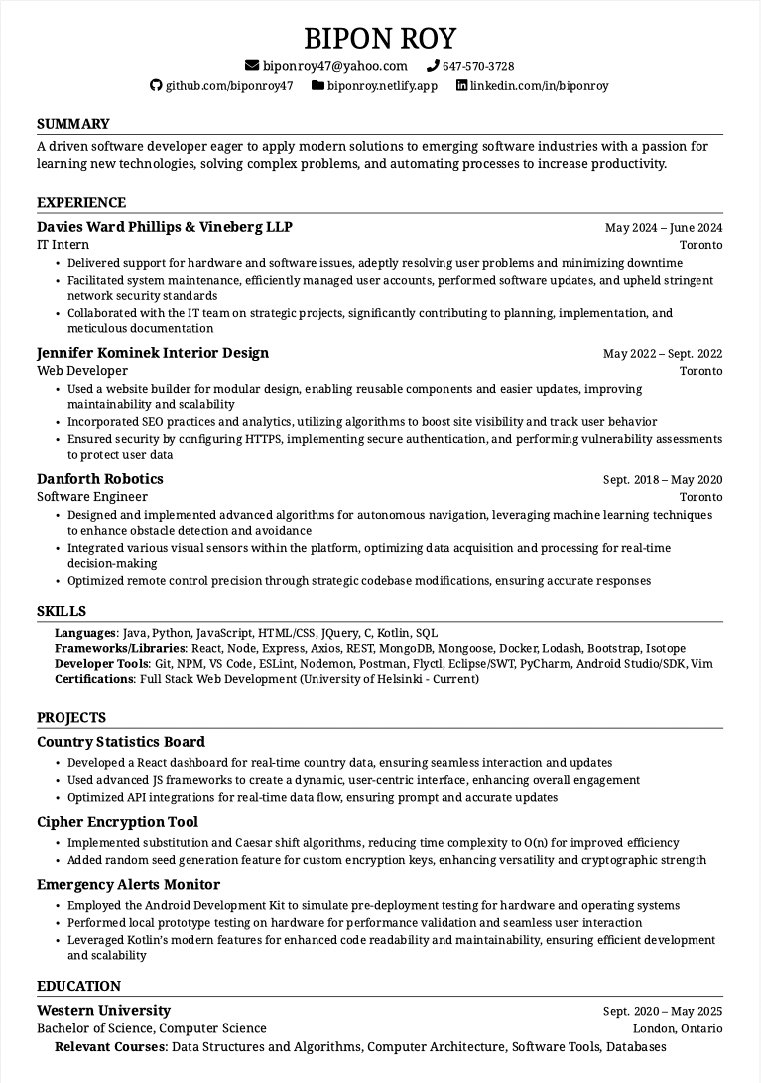 BIPON ROY
biponroy47@yahoo.com 647-570-3728
github.com/biponroy47 biponroy.netlify.app linkedin.com/in/biponroy
SUMMARY
A driven software developer eager to apply modern solutions to emerging software industries with a passion for
learning new technologies, solving complex problems, and automating processes to increase productivity.
EXPERIENCE
Davies Ward Phillips & Vineberg LLP May 2024 – June 2024
IT Intern Toronto
• Delivered support for hardware and software issues, adeptly resolving user problems and minimizing downtime
• Facilitated system maintenance, efficiently managed user accounts, performed software updates, and upheld stringent
network security standards
• Collaborated with the IT team on strategic projects, significantly contributing to planning, implementation, and
meticulous documentation
Jennifer Kominek Interior Design May 2022 – Sept. 2022
Web Developer Toronto
• Used a website builder for modular design, enabling reusable components and easier updates, improving
maintainability and scalability
• Incorporated SEO practices and analytics, utilizing algorithms to boost site visibility and track user behavior
• Ensured security by configuring HTTPS, implementing secure authentication, and performing vulnerability assessments
to protect user data
Danforth Robotics Sept. 2018 – May 2020
Software Engineer Toronto
• Designed and implemented advanced algorithms for autonomous navigation, leveraging machine learning techniques
to enhance obstacle detection and avoidance
• Integrated various visual sensors within the platform, optimizing data acquisition and processing for real-time
decision-making
• Optimized remote control precision through strategic codebase modifications, ensuring accurate responses
SKILLS
Languages: Java, Python, JavaScript, HTML/CSS, JQuery, C, Kotlin, SQL
Frameworks/Libraries: React, Node, Express, Axios, REST, MongoDB, Mongoose, Docker, Lodash, Bootstrap, Isotope
Developer Tools: Git, NPM, VS Code, ESLint, Nodemon, Postman, Flyctl, Eclipse/SWT, PyCharm, Android Studio/SDK, Vim
Certifications: Full Stack Web Development (University of Helsinki - Current)
PROJECTS
Country Statistics Board
• Developed a React dashboard for real-time country data, ensuring seamless interaction and updates
• Used advanced JS frameworks to create a dynamic, user-centric interface, enhancing overall engagement
• Optimized API integrations for real-time data flow, ensuring prompt and accurate updates
Cipher Encryption Tool
• Implemented substitution and Caesar shift algorithms, reducing time complexity to O(n) for improved efficiency
• Added random seed generation feature for custom encryption keys, enhancing versatility and cryptographic strength
Emergency Alerts Monitor
• Employed the Android Development Kit to simulate pre-deployment testing for hardware and operating systems
• Performed local prototype testing on hardware for performance validation and seamless user interaction
• Leveraged Kotlin's modern features for enhanced code readability and maintainability, ensuring efficient development
and scalability
EDUCATION
Western University Sept. 2020 – May 2025
Bachelor of Science, Computer Science London, Ontario
Relevant Courses: Data Structures and Algorithms, Computer Architecture, Software Tools, Databases